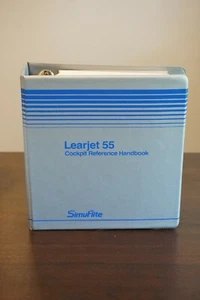 Learjet 55
Cockpit Reference Handbook
SimuFlite